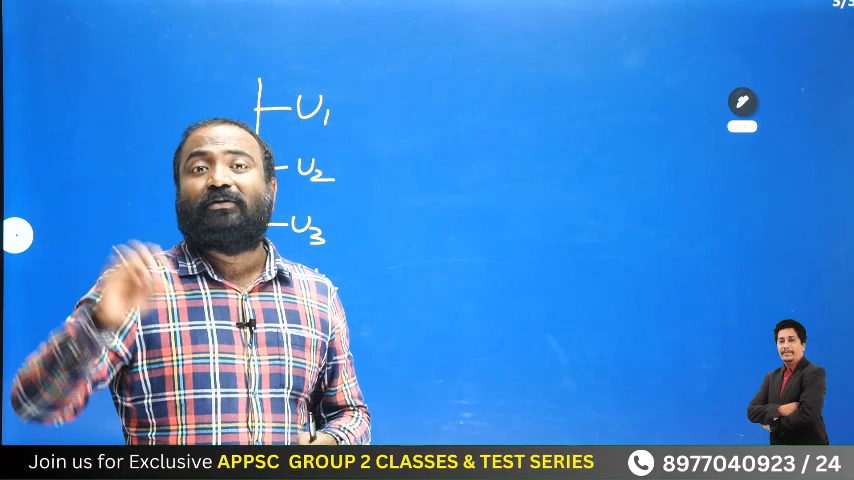 U1
U2
U3
Join us for Exclusive APPSC GROUP 2 CLASSES & TEST SERIES
8977040923 / 24